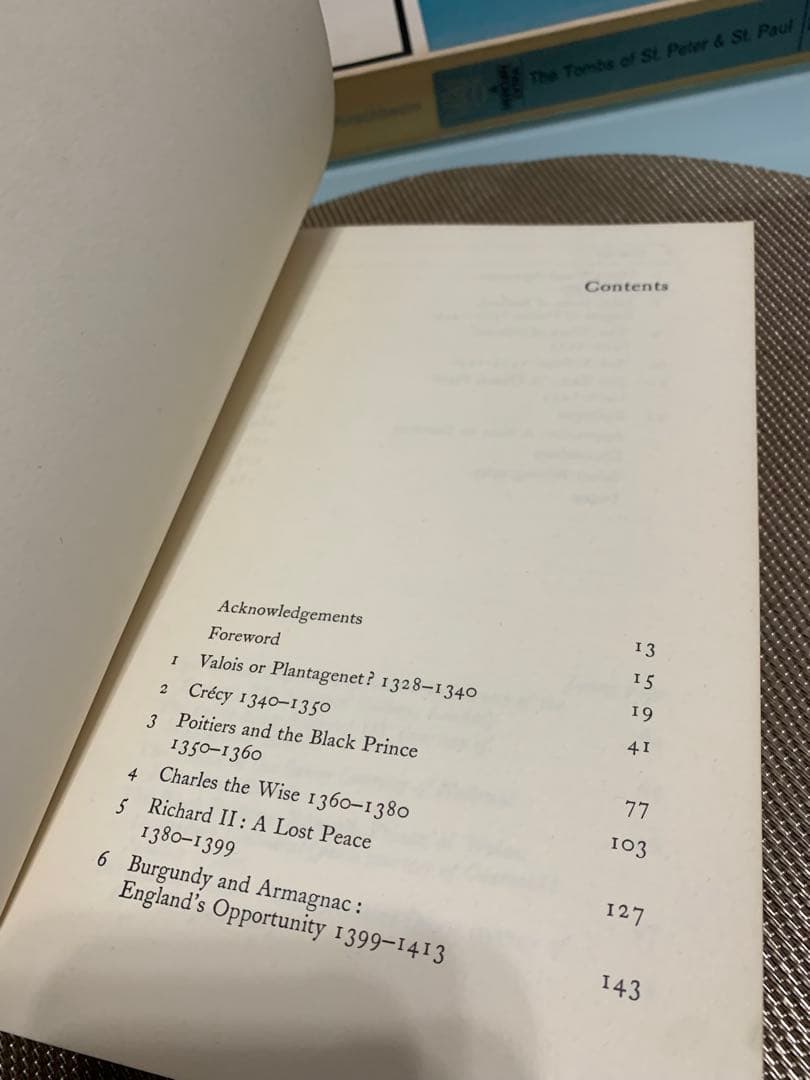 The Tombs of St. Peter & St. Paul
Contents
Acknowledgements 13
Foreword 15
1 Valois or Plantagenet? 1328–1340 19
2 Crécy 1340–1350 41
3 Poitiers and the Black Prince
1350–1360 77
4 Charles the Wise 1360–1380 103
5 Richard II: A Lost Peace
1380–1399 127
6 Burgundy and Armagnac:
England's Opportunity 1399–1413 143